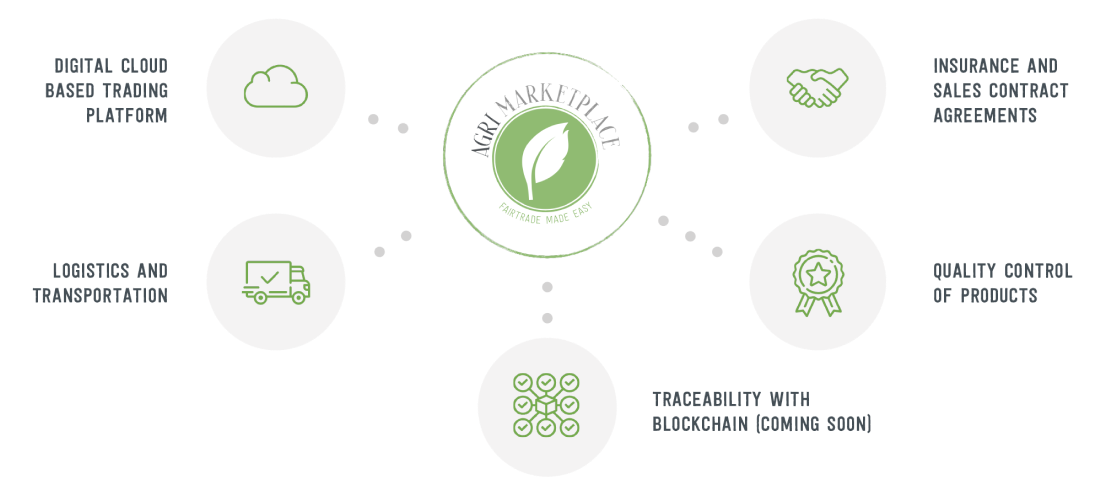 DIGITAL CLOUD
BASED TRADING
PLATFORM
AGRI MARKETPLACE
FAIRTRADE MADE EASY
INSURANCE AND
SALES CONTRACT
AGREEMENTS
LOGISTICS AND
TRANSPORTATION
QUALITY CONTROL
OF PRODUCTS
TRACEABILITY WITH
BLOCKCHAIN (COMING SOON)